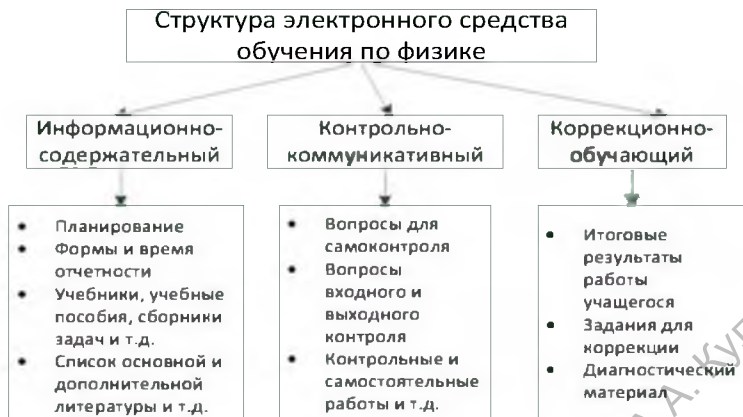 Структура электронного средства
обучения по физике
Информационно-
содержательный
Контрольно-
коммуникативный
Коррекционно-
обучающий
• Планирование
• Формы и время
отчетности
• Учебники, учебные
пособия, сборники
задач и т.д.
• Список основной и
дополнительной
литературы и т.д.
• Вопросы для
самоконтроля
• Вопросы
входного и
выходного
контроля
• Контрольные и
самостоятельные
работы и т.д.
• Итоговые
результаты
работы
учащегося
• Задания для
коррекции
• Диагностический
материал